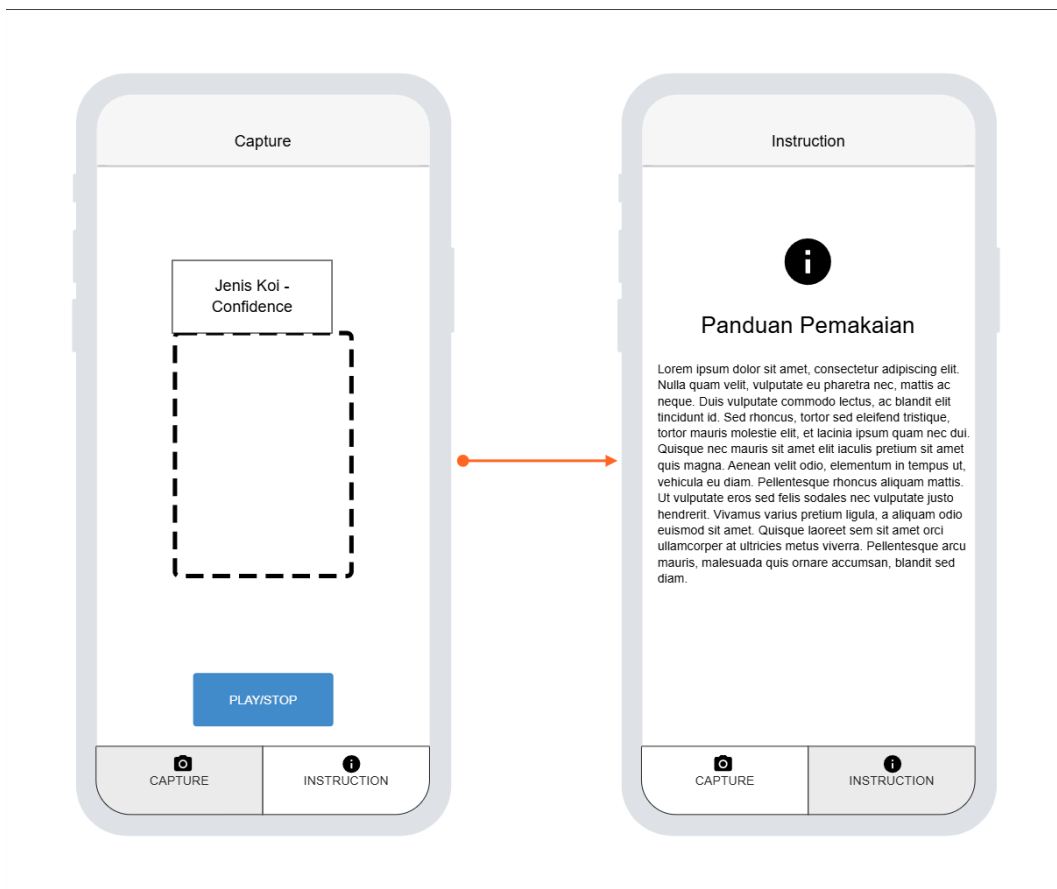 Capture
Jenis Koi -
Confidence
PLAY/STOP
CAPTURE
INSTRUCTION
Instruction
Panduan Pemakaian
Lorem ipsum dolor sit amet, consectetur adipiscing elit.
Nulla quam velit, vulputate eu pharetra nec, mattis ac
neque. Duis vulputate commodo lectus, ac blandit elit
tincidunt id. Sed rhoncus, tortor sed eleifend tristique,
tortor mauris molestie elit, et lacinia ipsum quam nec dui.
Quisque nec mauris sit amet elit iaculis pretium sit amet
quis magna. Aenean velit odio, elementum in tempus ut,
vehicula eu diam. Pellentesque rhoncus aliquam mattis.
Ut vulputate eros sed felis sodales nec vulputate justo
hendrerit. Vivamus varius pretium ligula, a aliquam odio
euismod sit amet. Quisque laoreet sem sit amet orci
ullamcorper at ultricies metus viverra. Pellentesque arcu
mauris, malesuada quis ornare accumsan, blandit sed
diam.
CAPTURE
INSTRUCTION